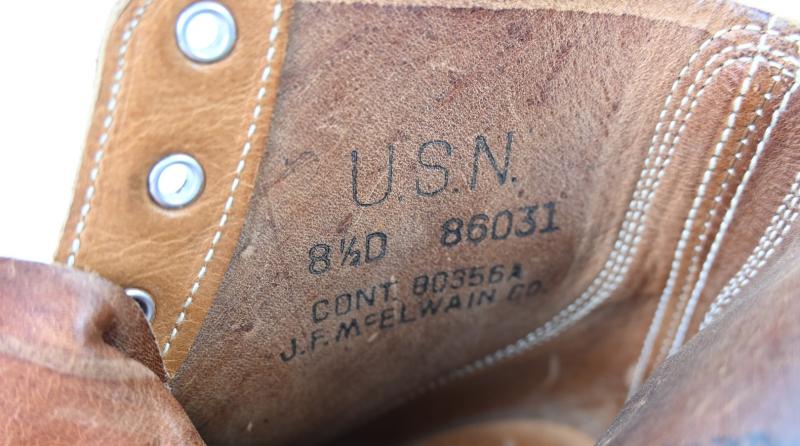 U.S.N.
8½D 86031
CONT. 80356A
J.F. McELWAIN CO.